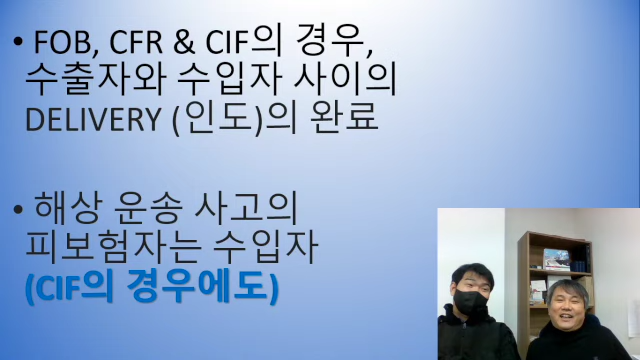 • FOB, CFR & CIF의 경우,
수출자와 수입자 사이의
DELIVERY (인도)의 완료
• 해상 운송 사고의
피보험자는 수입자
(CIF의 경우에도)